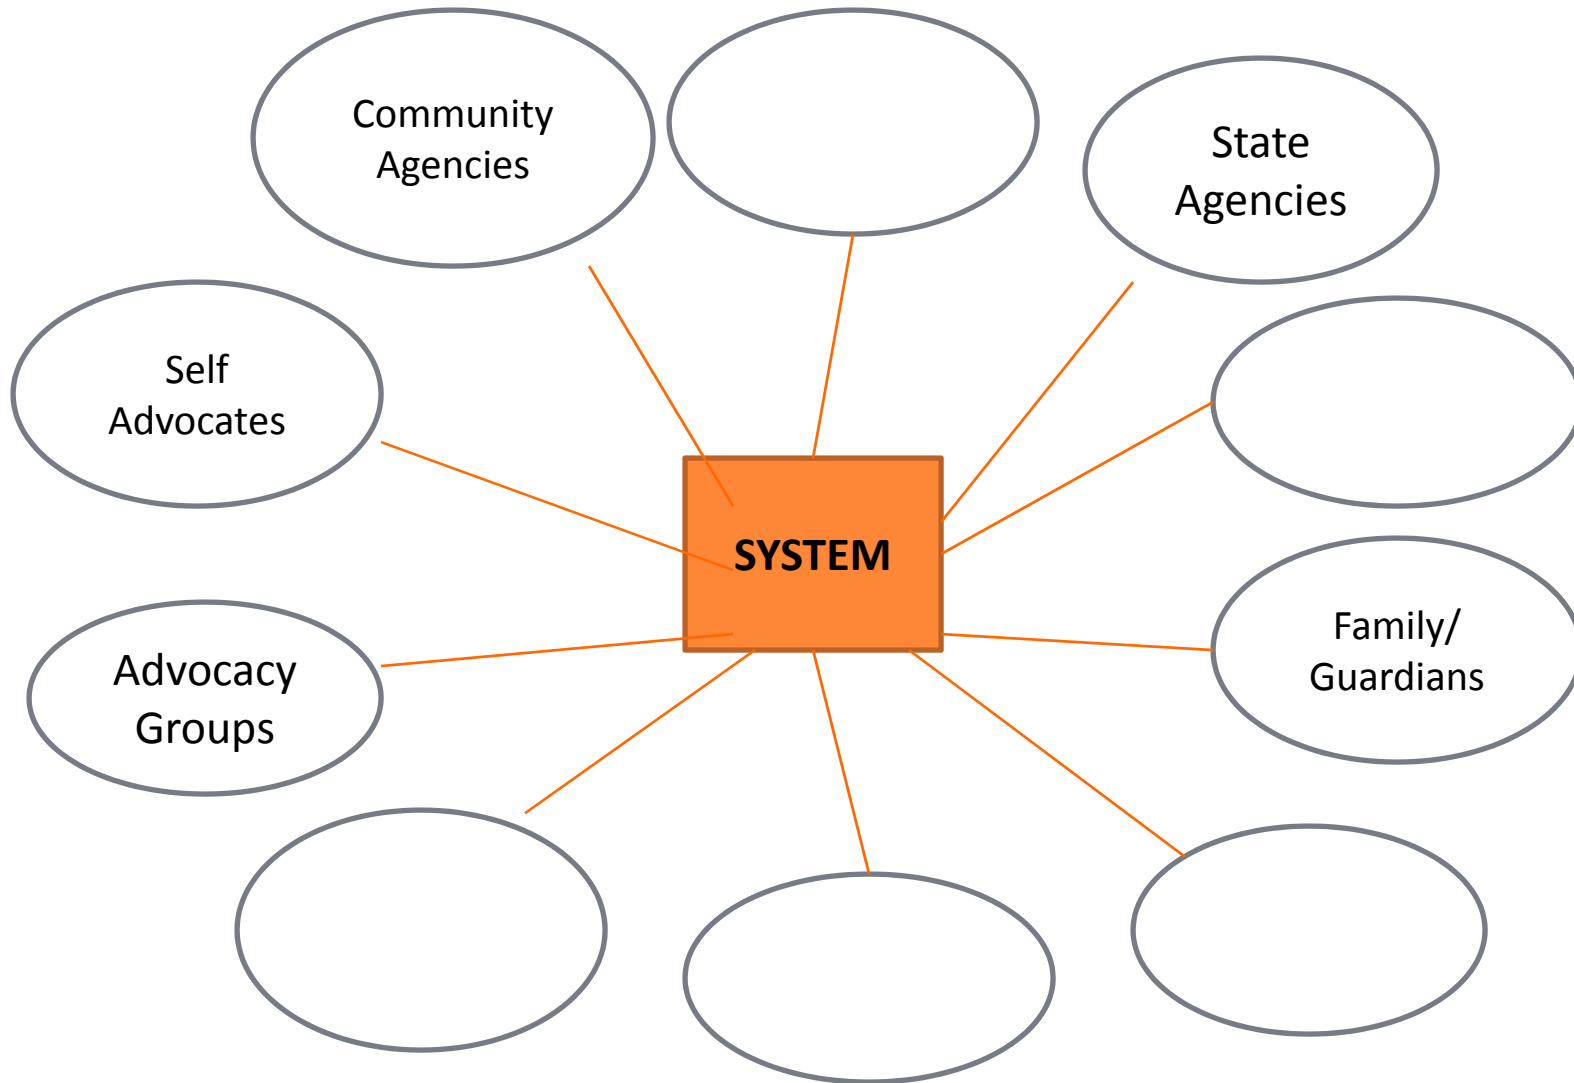 Community
Agencies
State
Agencies
Self
Advocates
SYSTEM
Family/
Guardians
Advocacy
Groups